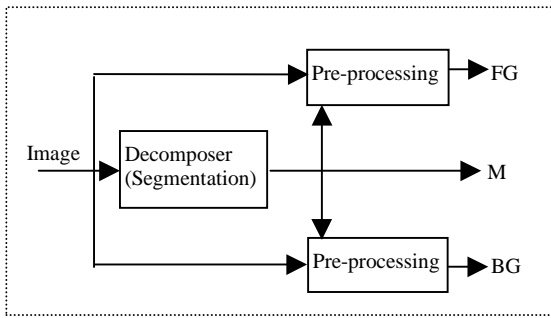 Pre-processing
FG
Image
Decomposer
(Segmentation)
M
Pre-processing
BG